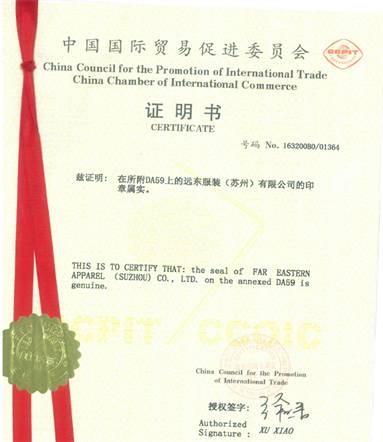 中国国际贸易促进委员会
CCPIT
China Council for the Promotion of International Trade
China Chamber of International Commerce
证明书
CERTIFICATE
号码 No. 163200B0/01364
兹证明: 在所附DA59上的远东服装(苏州)有限公司的印
章属实。
THIS IS TO CERTIFY THAT: the seal of FAR EASTERN
APPAREL (SUZHOU) CO., LTD. on the annexed DA59 is
genuine.
CCPIT / CCOIC
China Council for the Promotion
of International Trade
授权签字:
Authorized
Signature : XU XIAO